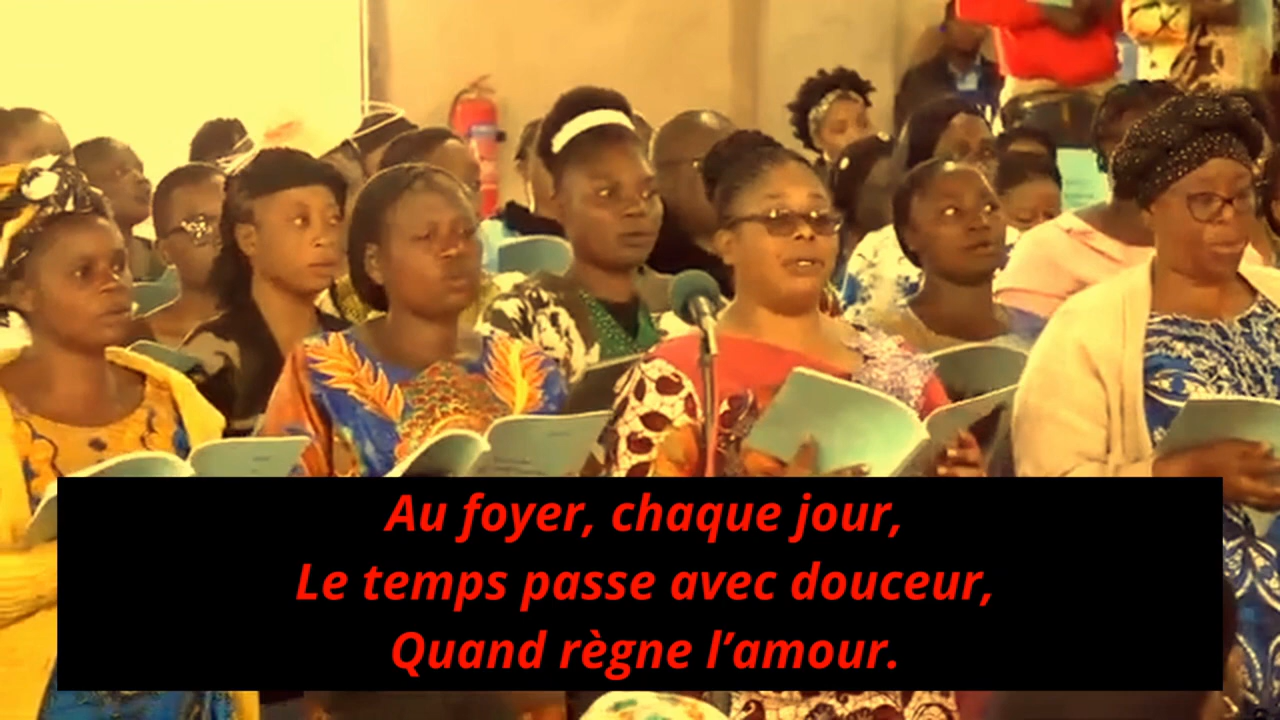 Au foyer, chaque jour,
Le temps passe avec douceur,
Quand règne l’amour.